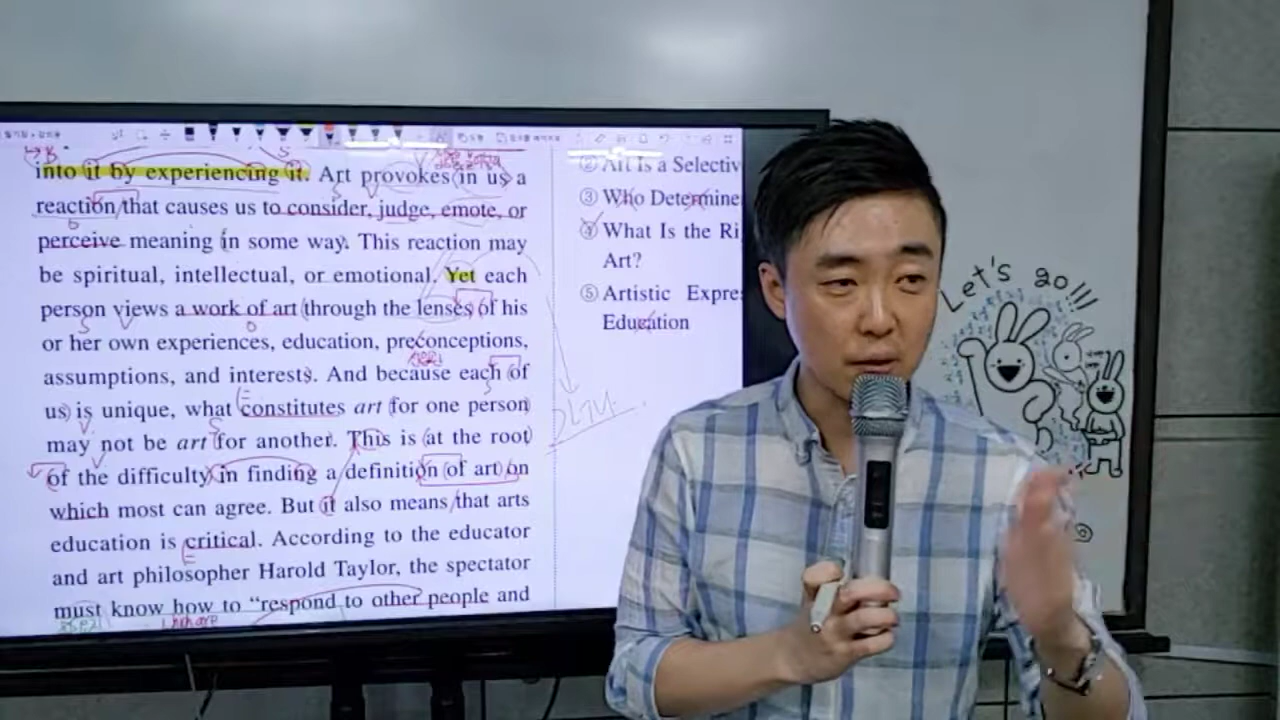 into it by experiencing it. Art provokes in us a
reaction that causes us to consider, judge, emote, or
perceive meaning in some way. This reaction may
be spiritual, intellectual, or emotional. Yet each
person views a work of art through the lenses of his
or her own experiences, education, preconceptions,
assumptions, and interests. And because each of
us is unique, what constitutes art for one person
may not be art for another. This is at the root
of the difficulty in finding a definition of art on
which most can agree. But it also means that arts
education is critical. According to the educator
and art philosopher Harold Taylor, the spectator
must know how to “respond to other people and
② Art Is a Selectiv
③ Who Determine
④ What Is the Ri
Art?
⑤ Artistic Expre
Education
Let's go!!!